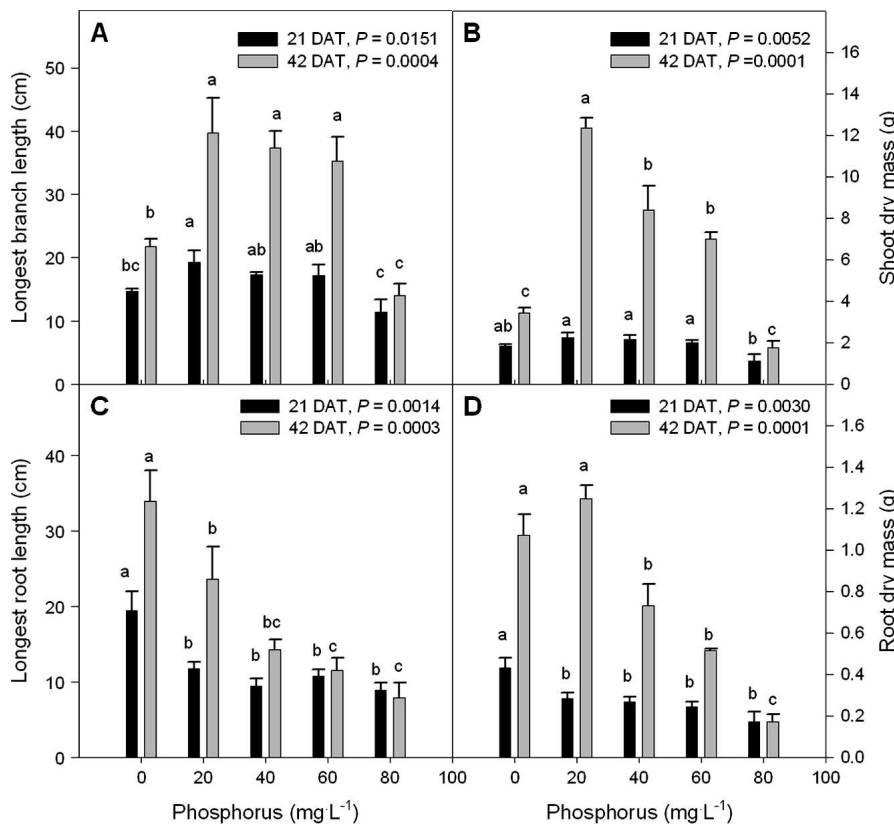 A
21 DAT, P = 0.0151
42 DAT, P = 0.0004
Longest branch length (cm)
50
40
30
20
10
0
bc
b
a
a
ab
a
ab
a
c
c
B
21 DAT, P = 0.0052
42 DAT, P =0.0001
Shoot dry mass (g)
16
14
12
10
8
6
4
2
0
ab
c
a
a
a
b
a
b
b
c
C
21 DAT, P = 0.0014
42 DAT, P = 0.0003
Longest root length (cm)
40
30
20
10
0
a
a
b
b
b
bc
b
c
b
c
0
20
40
60
80
100
Phosphorus (mg·L⁻¹)
D
21 DAT, P = 0.0030
42 DAT, P = 0.0001
Root dry mass (g)
1.6
1.4
1.2
1.0
0.8
0.6
0.4
0.2
0.0
a
a
b
a
b
b
b
b
b
c
0
20
40
60
80
100
Phosphorus (mg·L⁻¹)